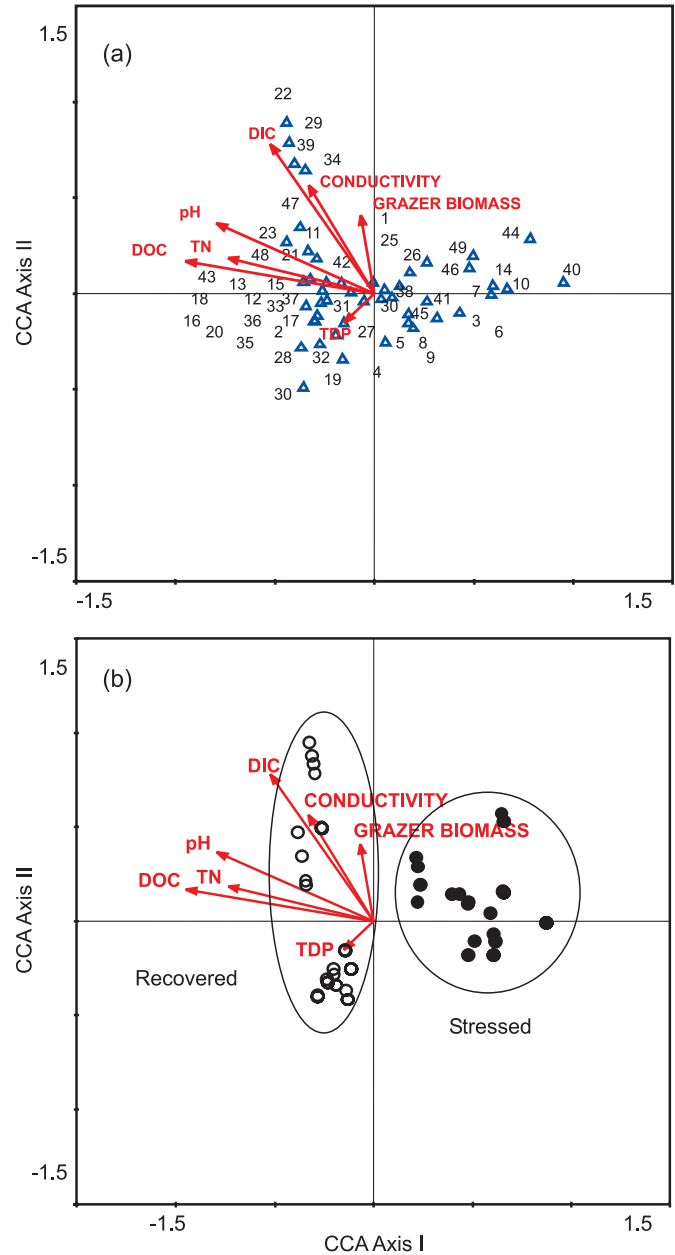 1.5
(a)
22
29
DIC
39
34
CONDUCTIVITY
47
GRAZER BIOMASS
pH
1
23
11
25
44
DOC
TN
48
21
26
49
42
46
14
40
43
13
15
38
7
10
18
12
37
33
31
30
41
16
36
17
45
3
20
2
TDP
27
6
35
5
8
28
32
9
19
4
30
CCA Axis II
-1.5
-1.5
1.5
1.5
(b)
DIC
CONDUCTIVITY
GRAZER BIOMASS
pH
DOC
TN
TDP
Recovered
Stressed
CCA Axis II
-1.5
-1.5
1.5
CCA Axis I